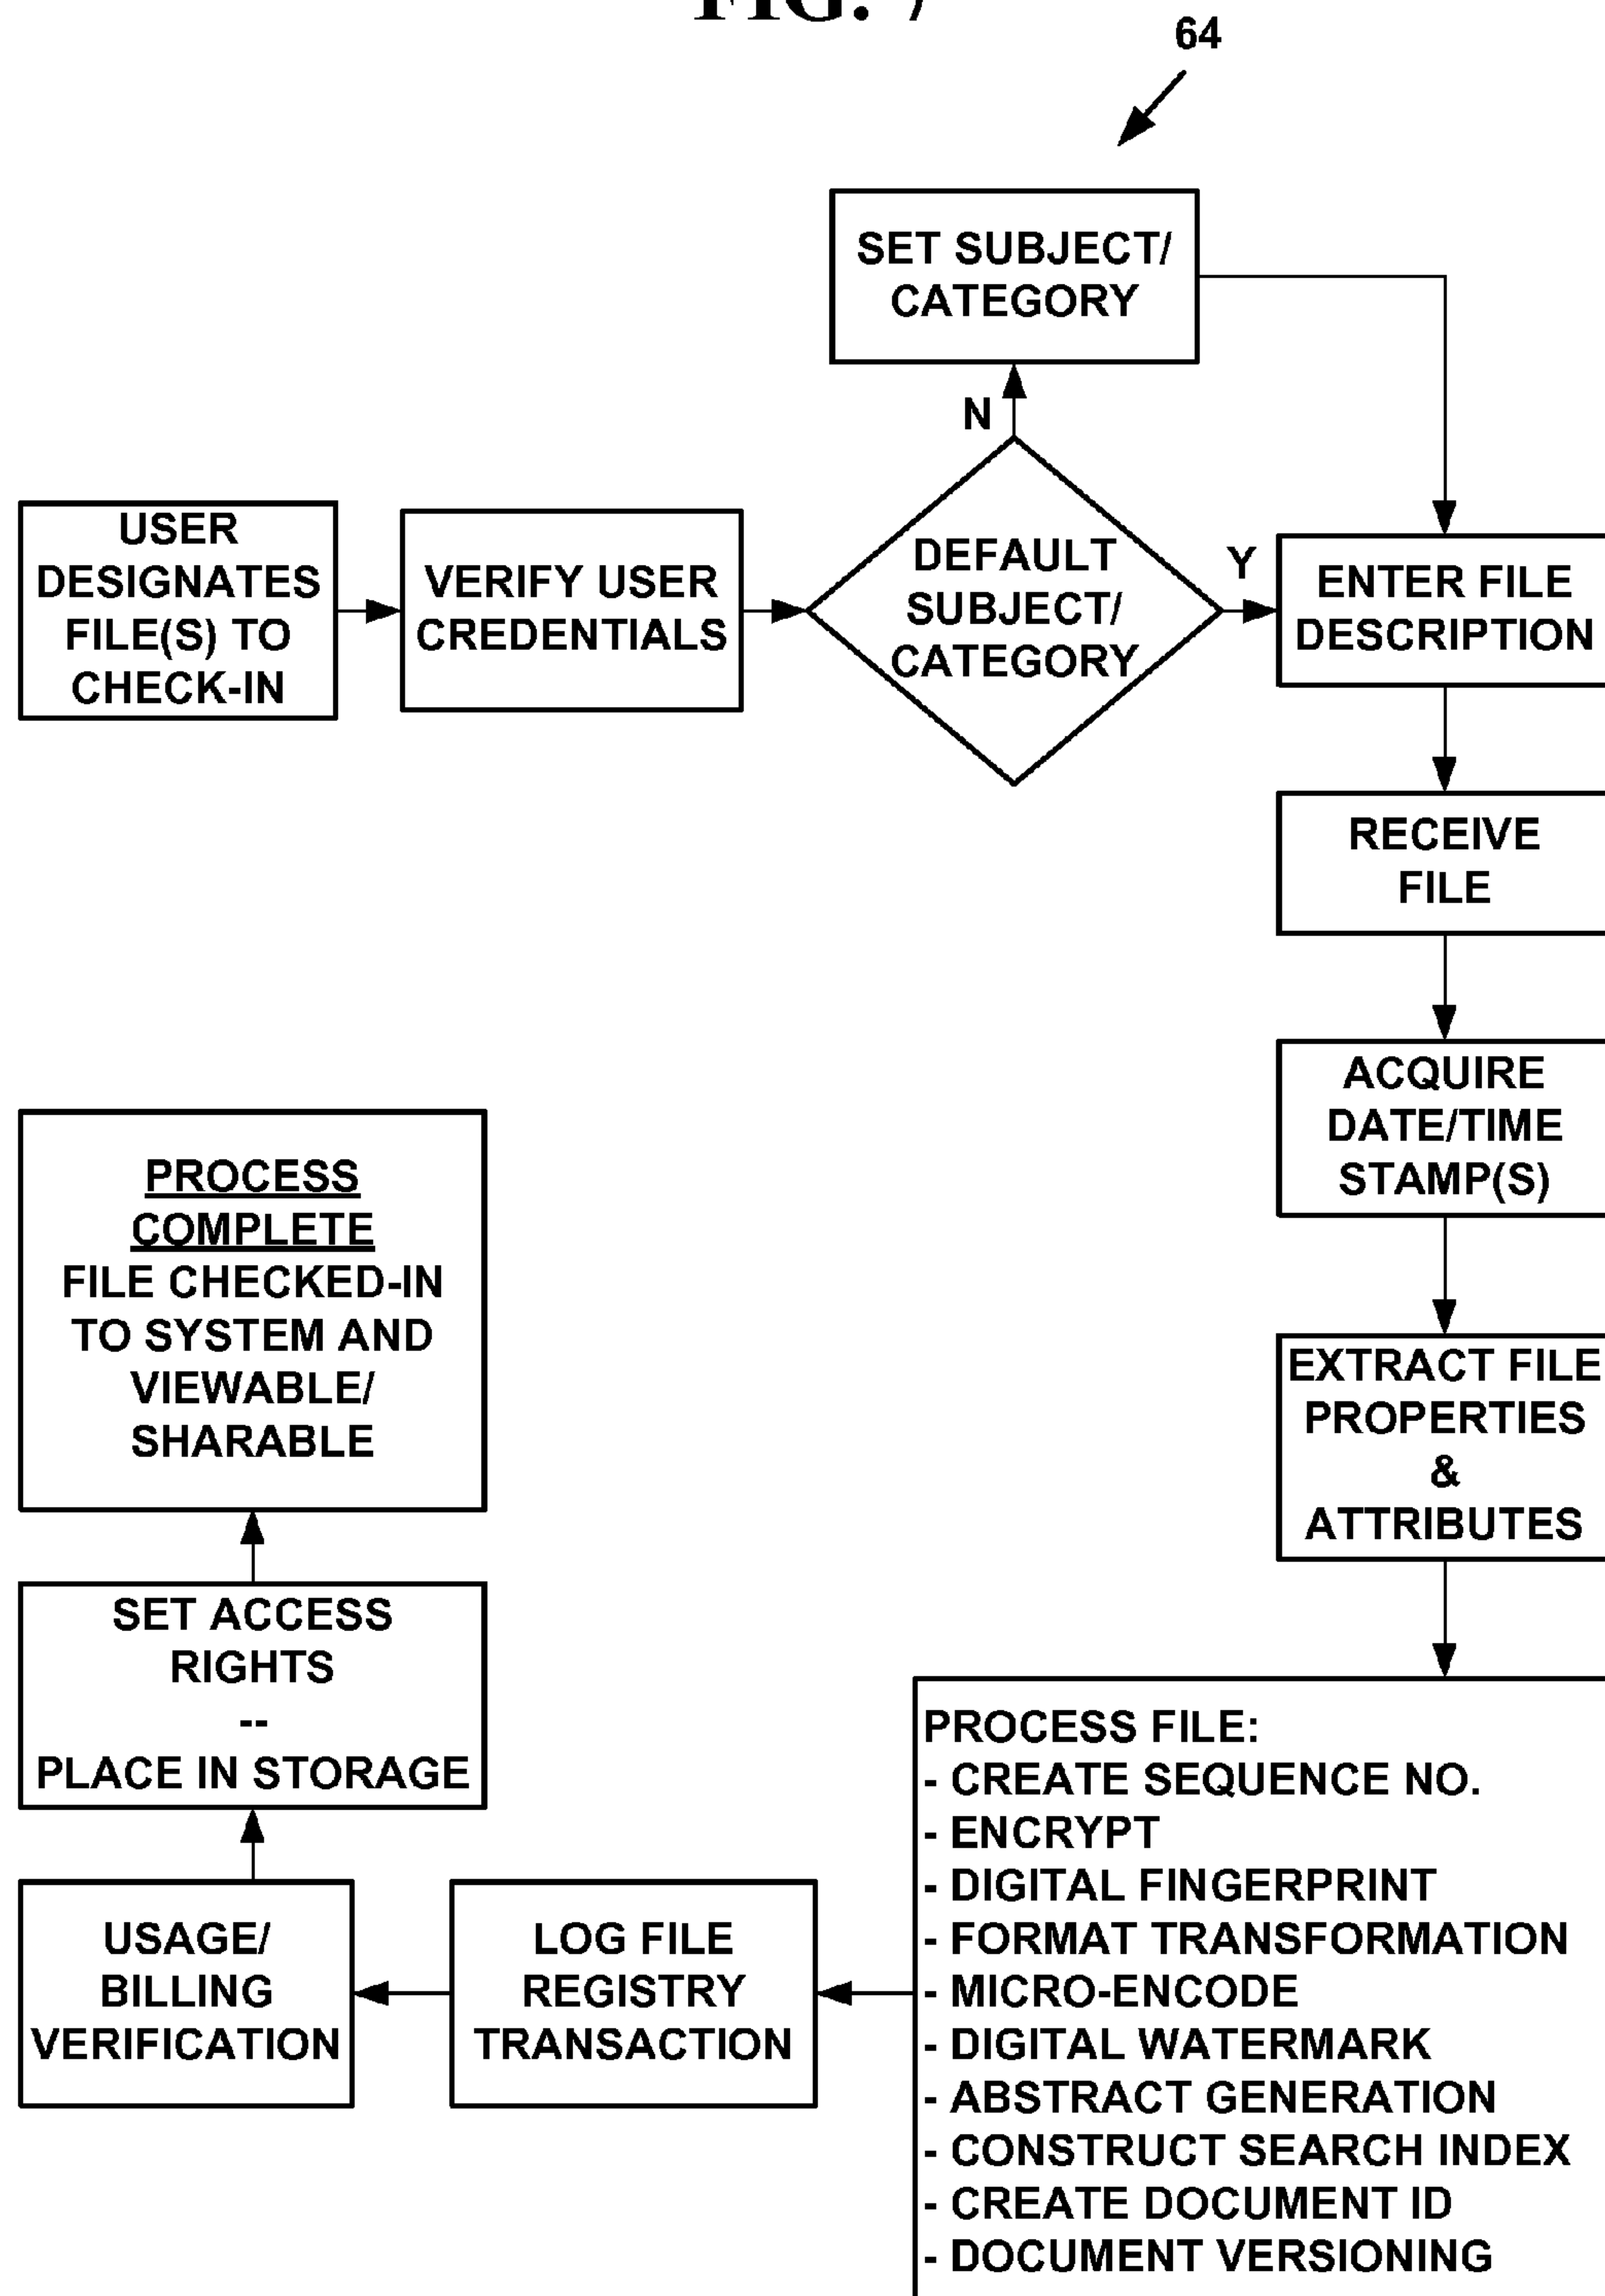 FIG. 7
64
SET SUBJECT/
CATEGORY
N
USER
DESIGNATES
FILE(S) TO
CHECK-IN
VERIFY USER
CREDENTIALS
DEFAULT
SUBJECT/
CATEGORY
Y
ENTER FILE
DESCRIPTION
RECEIVE
FILE
ACQUIRE
DATE/TIME
STAMP(S)
EXTRACT FILE
PROPERTIES
&
ATTRIBUTES
PROCESS FILE:
- CREATE SEQUENCE NO.
- ENCRYPT
- DIGITAL FINGERPRINT
- FORMAT TRANSFORMATION
- MICRO-ENCODE
- DIGITAL WATERMARK
- ABSTRACT GENERATION
- CONSTRUCT SEARCH INDEX
- CREATE DOCUMENT ID
- DOCUMENT VERSIONING
LOG FILE
REGISTRY
TRANSACTION
USAGE/
BILLING
VERIFICATION
SET ACCESS
RIGHTS
--
PLACE IN STORAGE
PROCESS
COMPLETE
FILE CHECKED-IN
TO SYSTEM AND
VIEWABLE/
SHARABLE